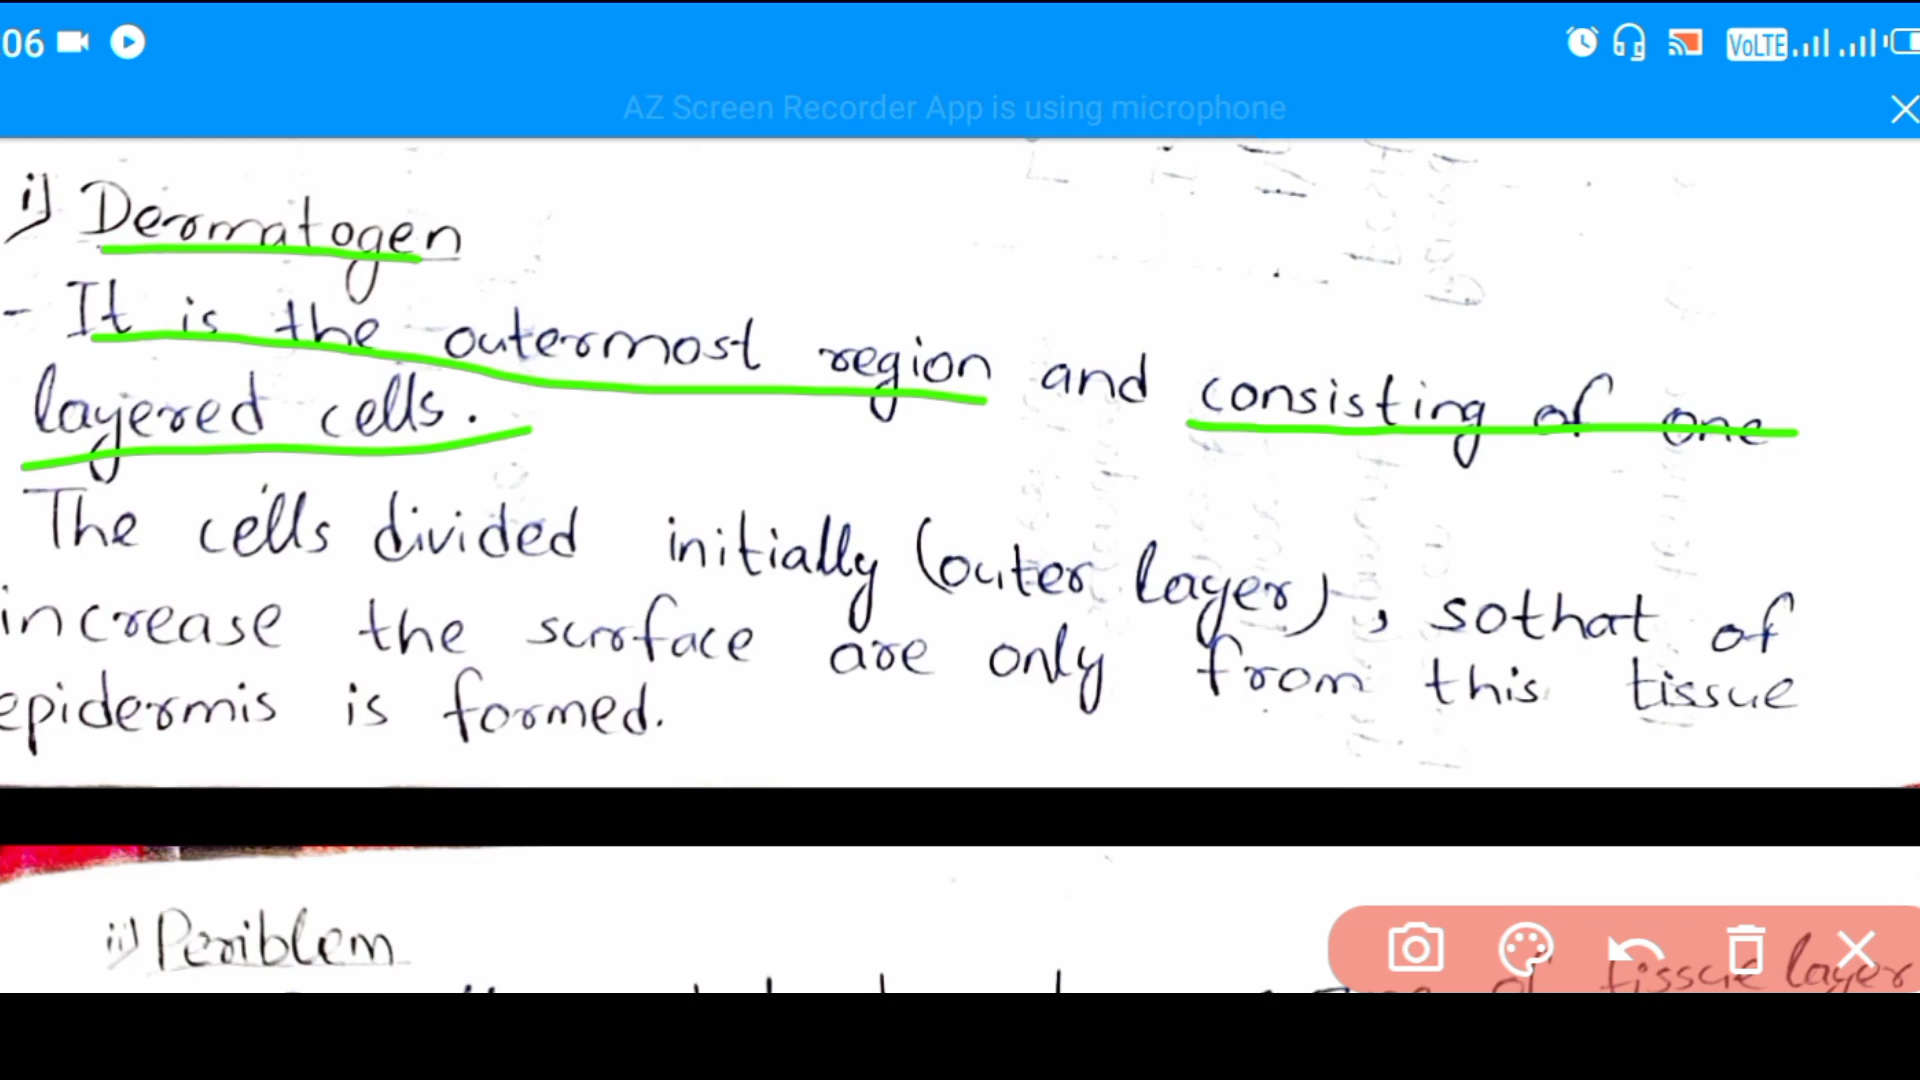 06
VoLTE
AZ Screen Recorder App is using microphone
i) Dermatogen
- It is the outermost region and consisting of one
layered cells.
The cells divided initially (outer layer), sothat of
increase the surface are only from this tissue
epidermis is formed.
ii) Periblem
of tissue layer